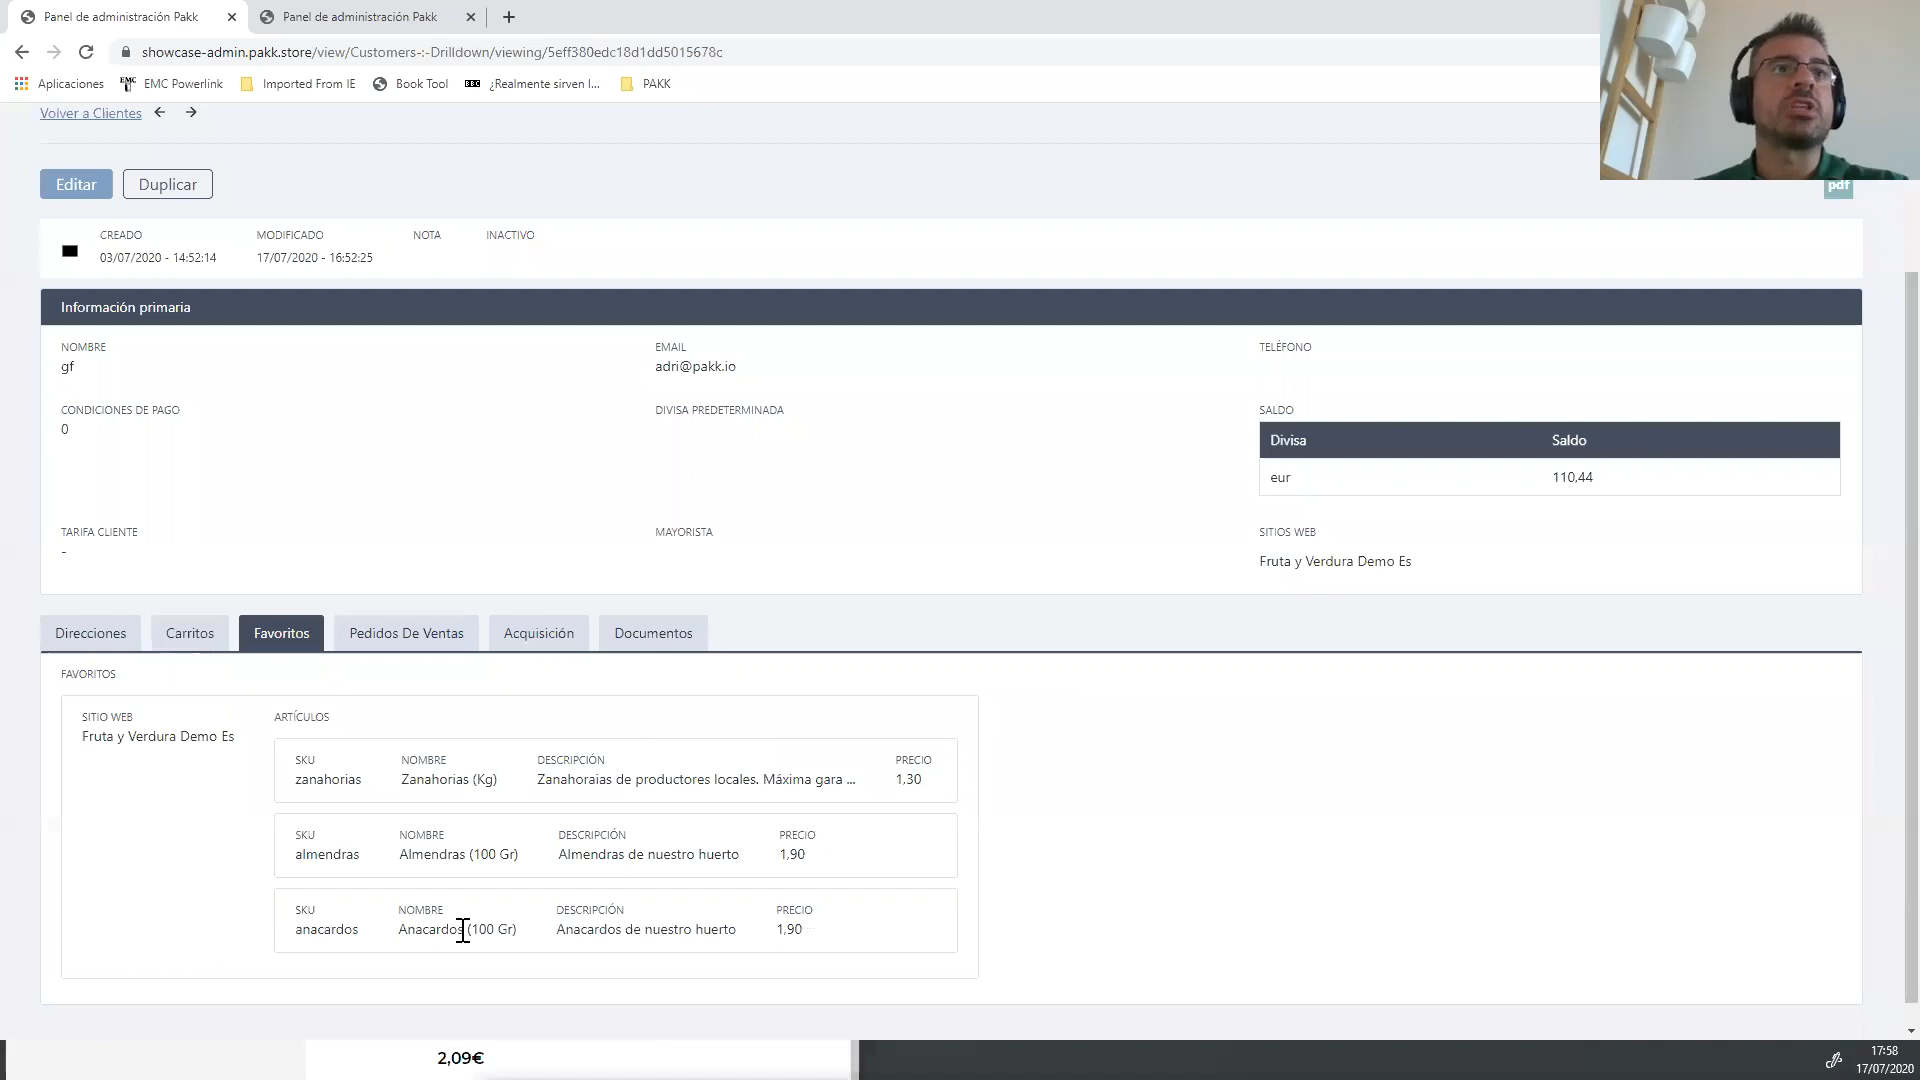 Panel de administración Pakk
Panel de administración Pakk
showcase-admin.pakk.store/view/Customers-:-Drilldown/viewing/5eff380edc18d1dd5015678c
Aplicaciones
EMC
EMC Powerlink
Imported From IE
Book Tool
BBC
¿Realmente sirven l...
PAKK
Volver a Clientes
Editar
Duplicar
pdf
CREADO
MODIFICADO
NOTA
INACTIVO
03/07/2020 - 14:52:14
17/07/2020 - 16:52:25
Información primaria
NOMBRE
EMAIL
TELÉFONO
gf
adri@pakk.io
CONDICIONES DE PAGO
DIVISA PREDETERMINADA
SALDO
0
Divisa
Saldo
eur
110,44
TARIFA CLIENTE
MAYORISTA
SITIOS WEB
-
Fruta y Verdura Demo Es
Direcciones
Carritos
Favoritos
Pedidos De Ventas
Acquisición
Documentos
FAVORITOS
SITIO WEB
ARTÍCULOS
Fruta y Verdura Demo Es
SKU
NOMBRE
DESCRIPCIÓN
PRECIO
zanahorias
Zanahorias (Kg)
Zanahoraias de productores locales. Máxima gara ...
1,30
SKU
NOMBRE
DESCRIPCIÓN
PRECIO
almendras
Almendras (100 Gr)
Almendras de nuestro huerto
1,90
SKU
NOMBRE
DESCRIPCIÓN
PRECIO
anacardos
Anacardos (100 Gr)
Anacardos de nuestro huerto
1,90
2,09€
17:58
17/07/2020